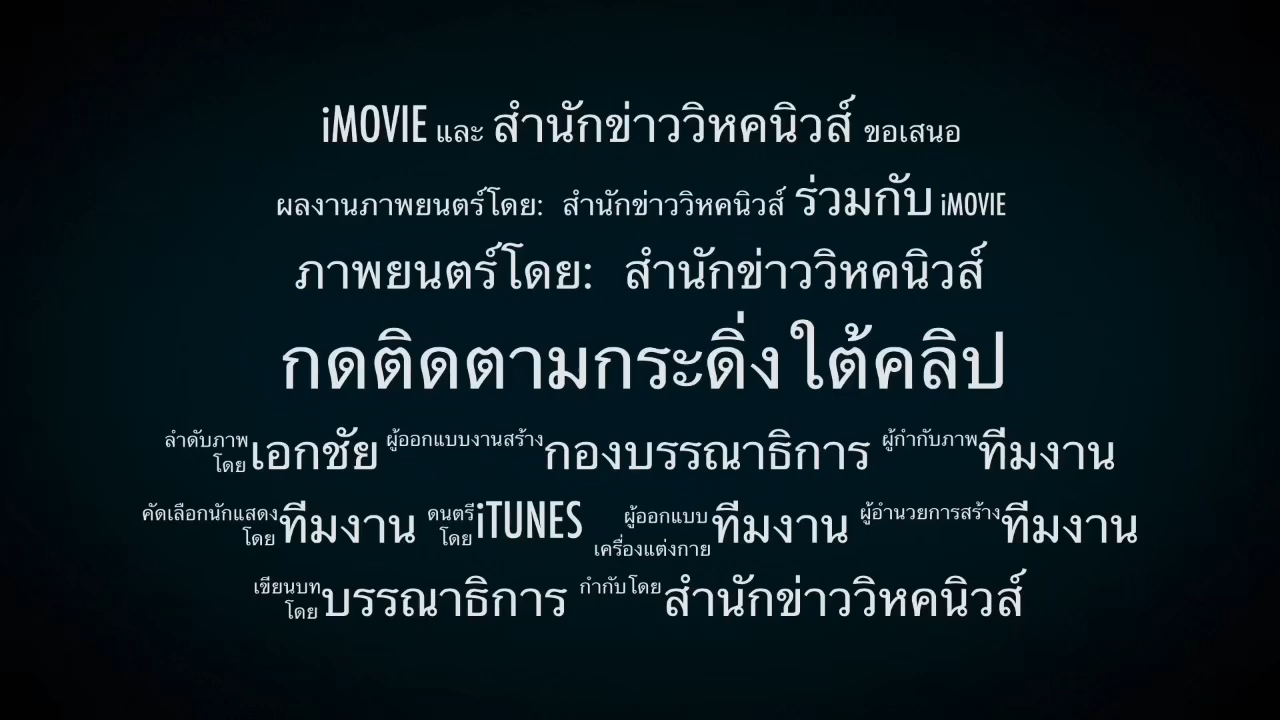 iMOVIE และ สำนักข่าววิหคนิวส์ ขอเสนอ
ผลงานภาพยนตร์โดย: สำนักข่าววิหคนิวส์ ร่วมกับ iMOVIE
ภาพยนตร์โดย: สำนักข่าววิหคนิวส์
กดติดตามกระดิ่ง ใต้คลิป
ลำดับภาพโดย เอกชัย ผู้ออกแบบงานสร้าง กองบรรณาธิการ ผู้กำกับภาพ ทีมงาน
คัดเลือกนักแสดงโดย ทีมงาน ดนตรีโดย iTUNES ผู้ออกแบบเครื่องแต่งกาย ทีมงาน ผู้อำนวยการสร้าง ทีมงาน
เขียนบทโดย บรรณาธิการ กำกับโดย สำนักข่าววิหคนิวส์